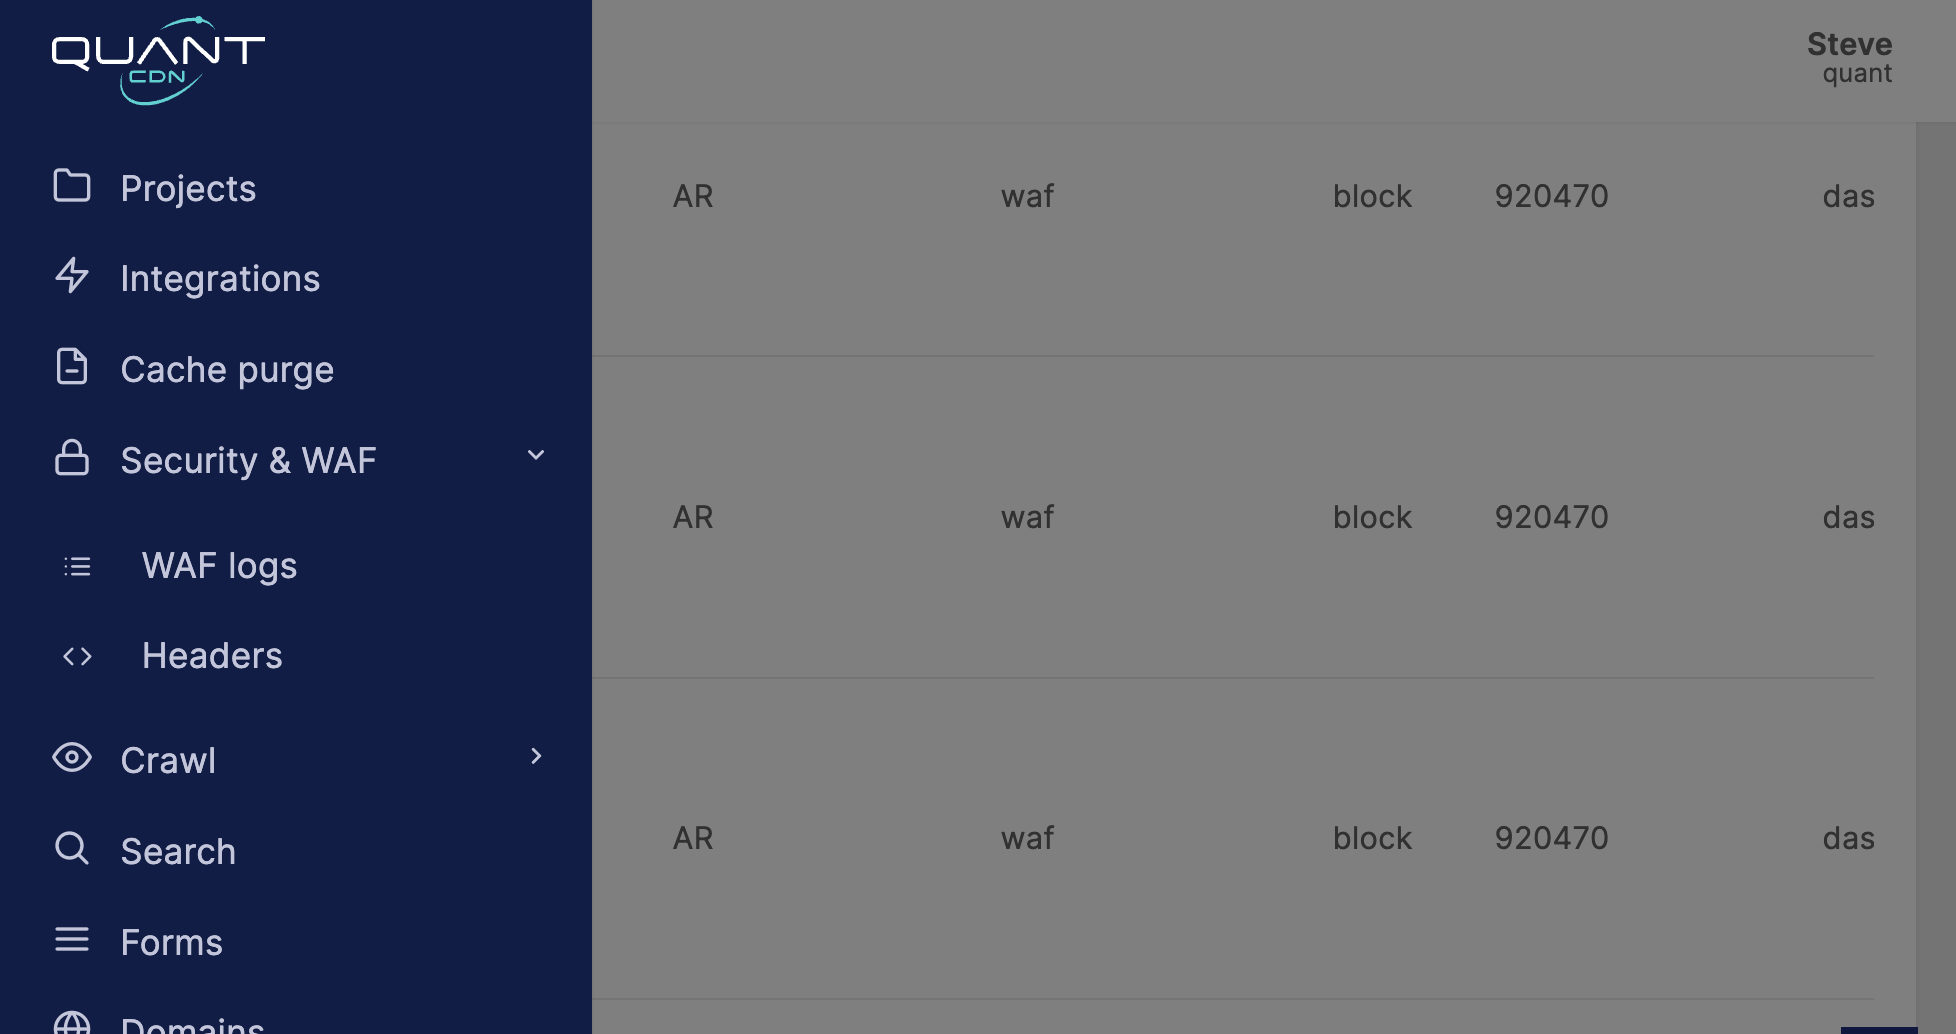 QUANT
CDN
Steve
quant
Projects
Integrations
Cache purge
Security & WAF
WAF logs
Headers
Crawl
Search
Forms
Domains
AR waf block 920470 das
AR waf block 920470 das
AR waf block 920470 das